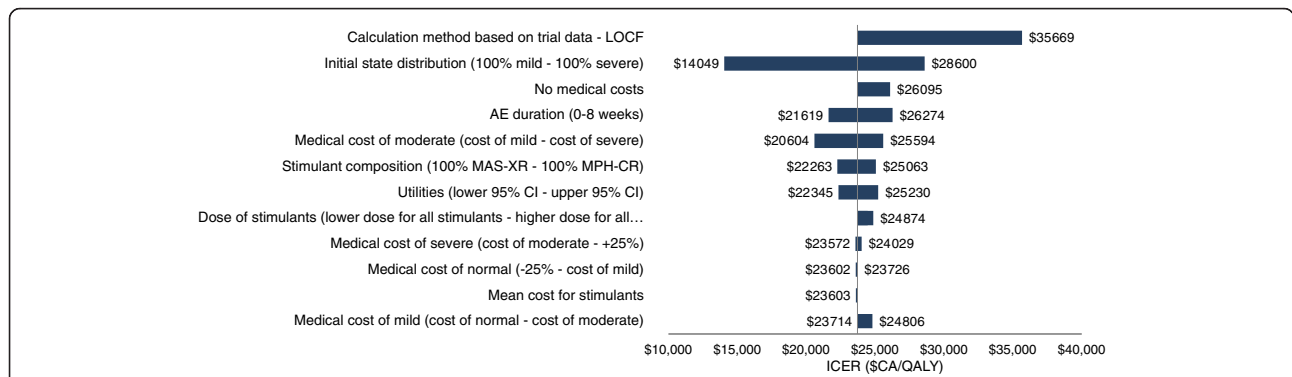 Calculation method based on trial data - LOCF $35669
Initial state distribution (100% mild - 100% severe) $14049 $28600
No medical costs $26095
AE duration (0-8 weeks) $21619 $26274
Medical cost of moderate (cost of mild - cost of severe) $20604 $25594
Stimulant composition (100% MAS-XR - 100% MPH-CR) $22263 $25063
Utilities (lower 95% CI - upper 95% CI) $22345 $25230
Dose of stimulants (lower dose for all stimulants - higher dose for all… $24874
Medical cost of severe (cost of moderate - +25%) $23572 $24029
Medical cost of normal (-25% - cost of mild) $23602 $23726
Mean cost for stimulants $23603
Medical cost of mild (cost of normal - cost of moderate) $23714 $24806
$10,000 $15,000 $20,000 $25,000 $30,000 $35,000 $40,000
ICER ($CA/QALY)